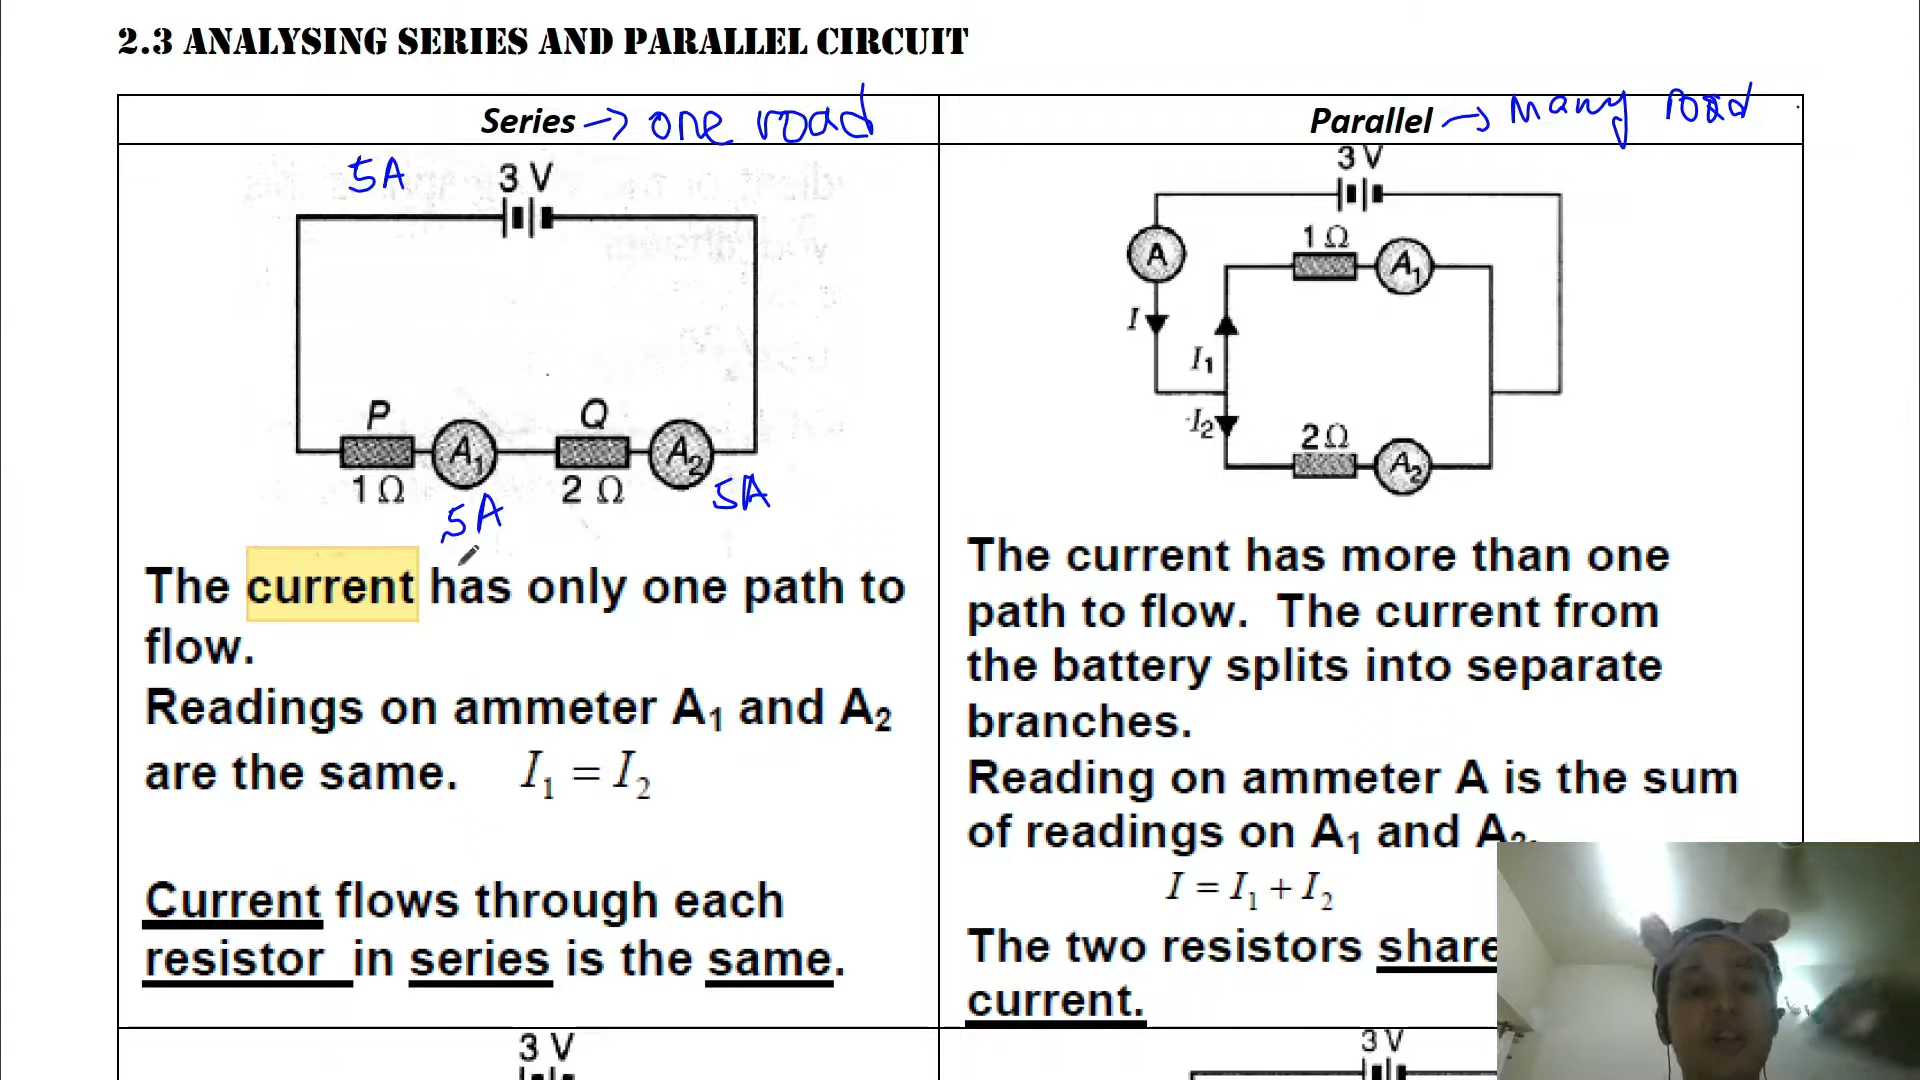 2.3 ANALYSING SERIES AND PARALLEL CIRCUIT
Series → one road
5A
3 V
P
A1
Q
A2
1 Ω
2 Ω
5A
5A
The current has only one path to
flow.
Readings on ammeter A1 and A2
are the same. I1 = I2
Current flows through each
resistor in series is the same.
3 V
Parallel → many road
3 V
A
1 Ω
A1
I
I1
I2
2 Ω
A2
The current has more than one
path to flow. The current from
the battery splits into separate
branches.
Reading on ammeter A is the sum
of readings on A1 and A2.
I = I1 + I2
The two resistors share
current.
3 V